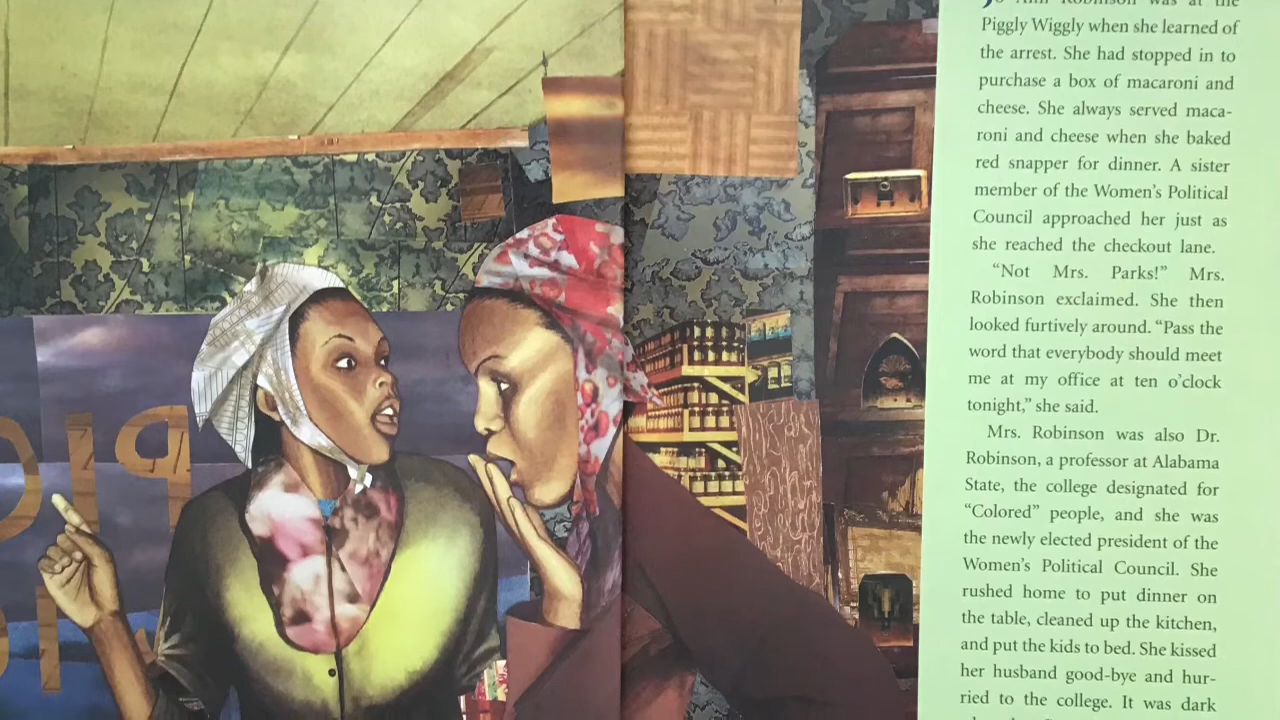 Jo Ann Robinson was at the
Piggly Wiggly when she learned of
the arrest. She had stopped in to
purchase a box of macaroni and
cheese. She always served maca-
roni and cheese when she baked
red snapper for dinner. A sister
member of the Women's Political
Council approached her just as
she reached the checkout lane.
"Not Mrs. Parks!" Mrs.
Robinson exclaimed. She then
looked furtively around. "Pass the
word that everybody should meet
me at my office at ten o'clock
tonight," she said.
Mrs. Robinson was also Dr.
Robinson, a professor at Alabama
State, the college designated for
"Colored" people, and she was
the newly elected president of the
Women's Political Council. She
rushed home to put dinner on
the table, cleaned up the kitchen,
and put the kids to bed. She kissed
her husband good-bye and hur-
ried to the college. It was dark